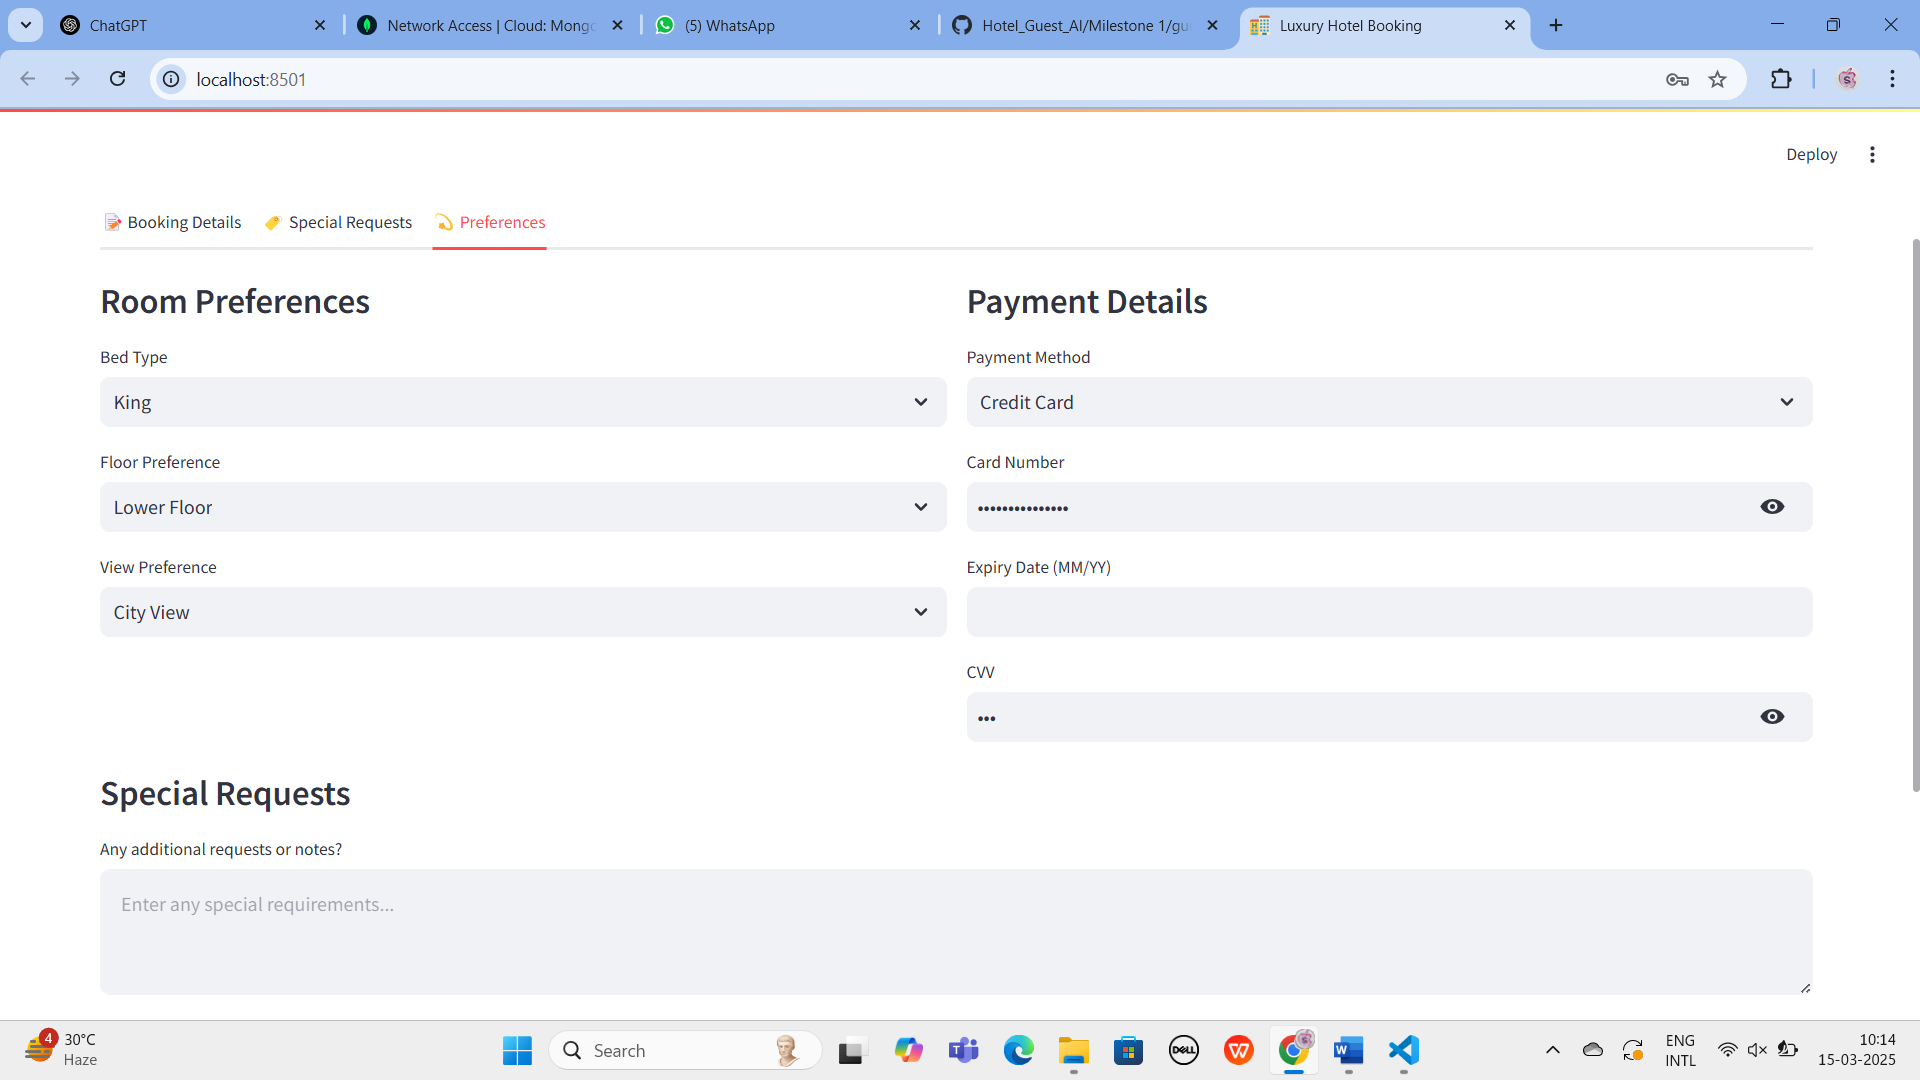 ChatGPT
Network Access | Cloud: Mong
(5) WhatsApp
Hotel_Guest_AI/Milestone 1/gu
Luxury Hotel Booking
localhost:8501
Deploy
Booking Details
Special Requests
Preferences
Room Preferences
Payment Details
Bed Type
Payment Method
King
Credit Card
Floor Preference
Card Number
Lower Floor
•••••••••••••••
View Preference
Expiry Date (MM/YY)
City View
CVV
•••
Special Requests
Any additional requests or notes?
Enter any special requirements...
4
30°C
Haze
Search
DELL
ENG
INTL
10:14
15-03-2025